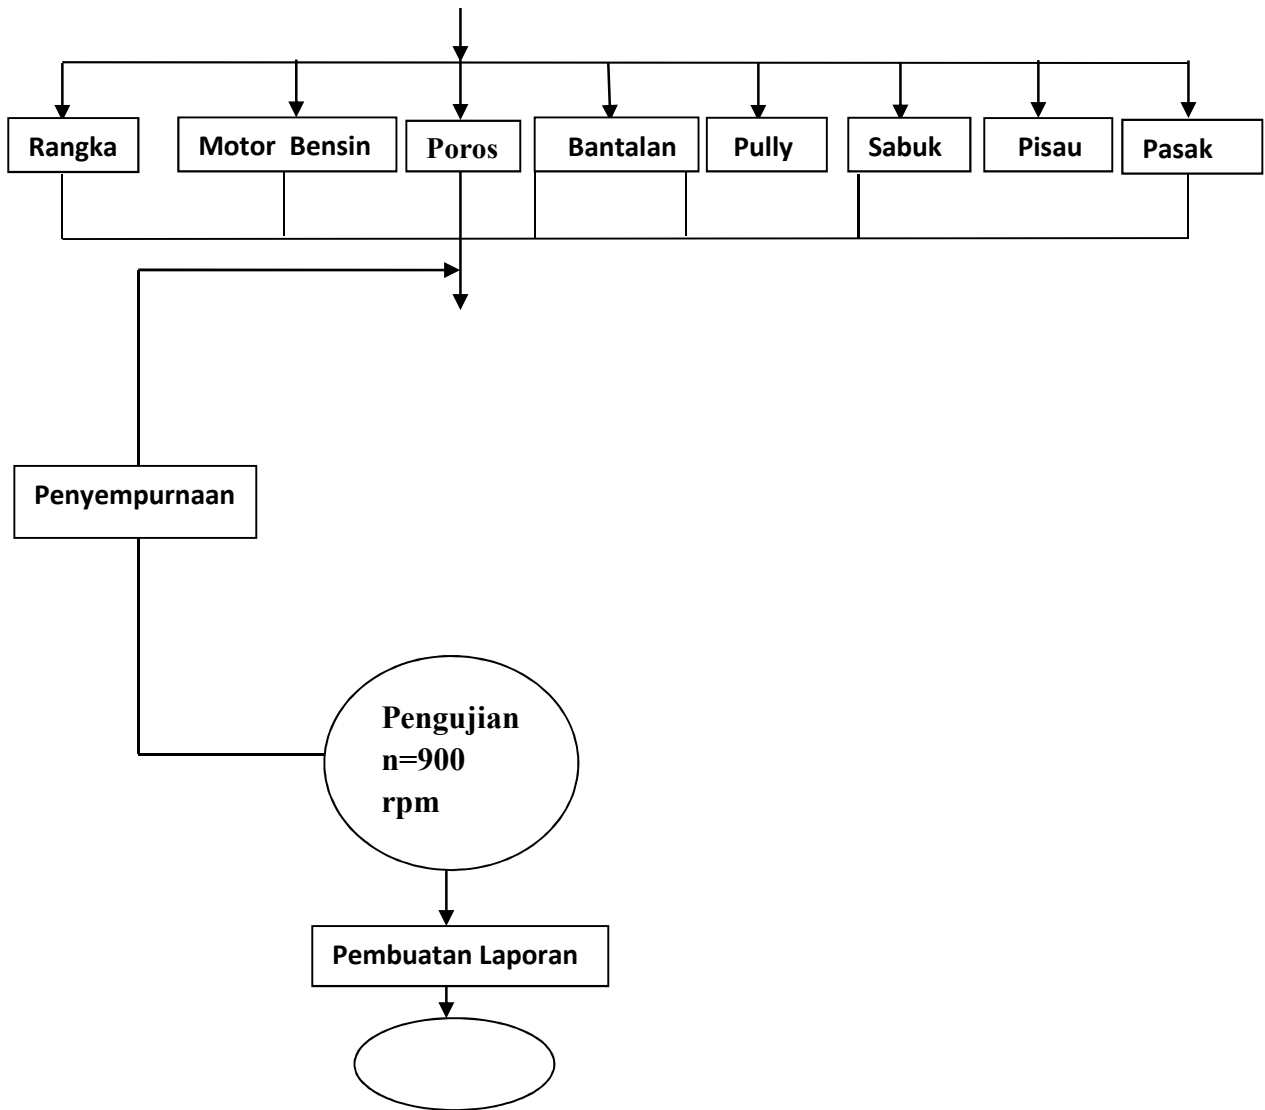 Rangka
Motor Bensin
Poros
Bantalan
Pully
Sabuk
Pisau
Pasak
Penyempurnaan
Pengujian
n=900
rpm
Pembuatan Laporan